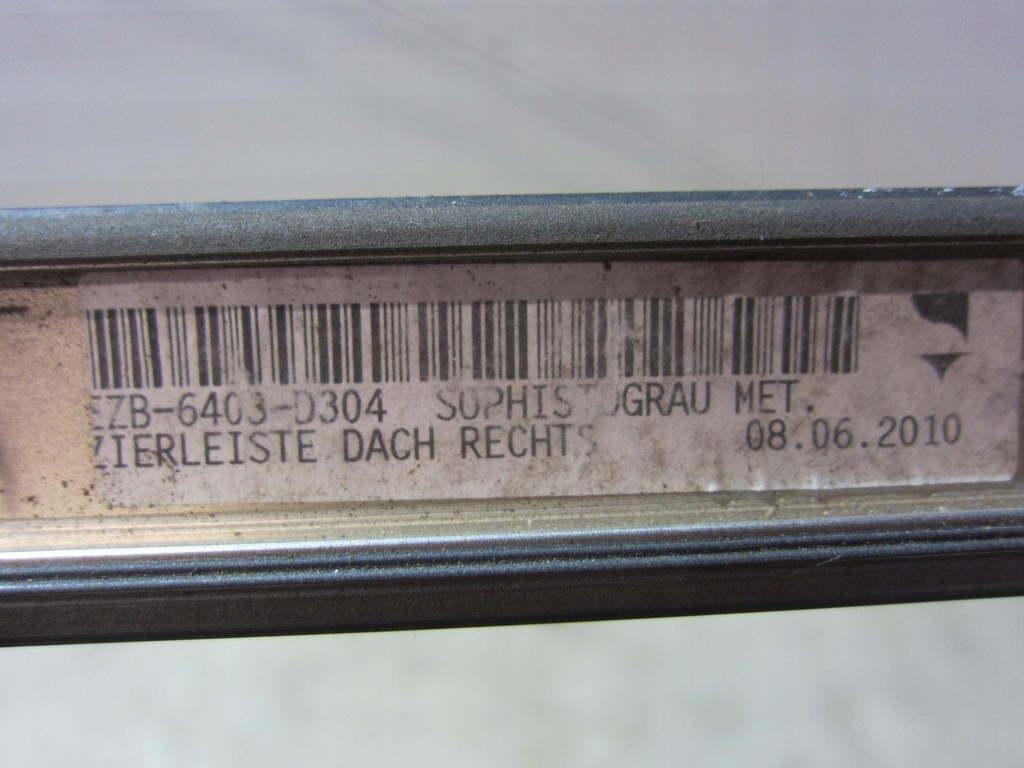 EZB-6403-D304 SOPHISTOGRAU MET.
ZIERLEISTE DACH RECHTS 08.06.2010